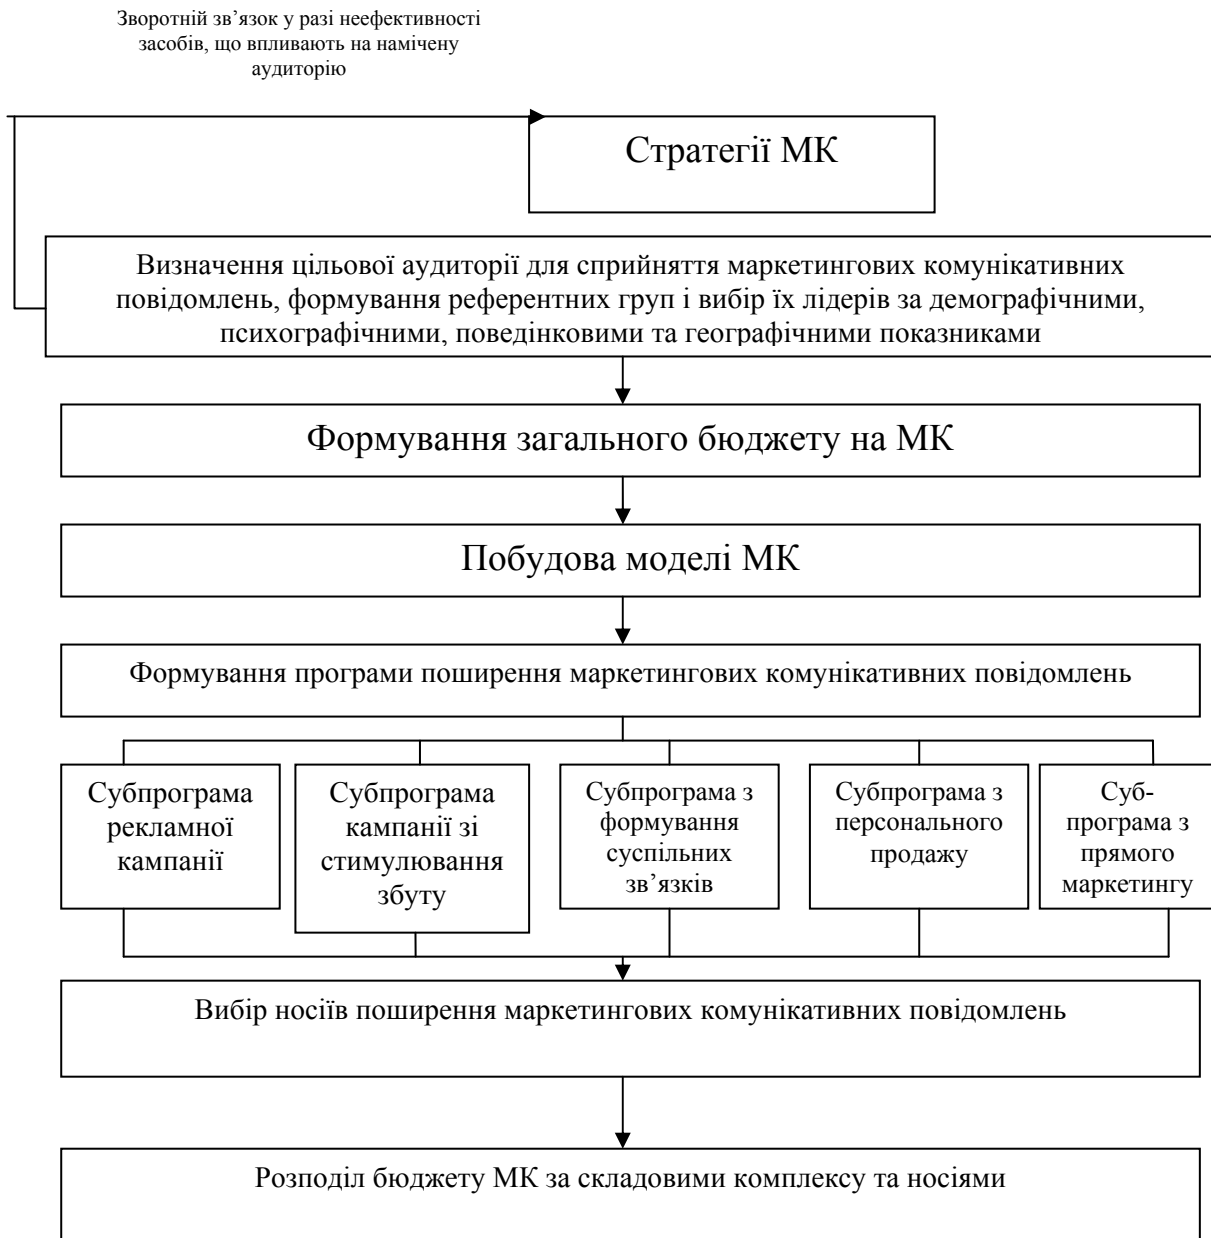 Зворотній зв’язок у разі неефективності
засобів, що впливають на намічену
аудиторію
Стратегії МК
Визначення цільової аудиторії для сприйняття маркетингових комунікативних
повідомлень, формування референтних груп і вибір їх лідерів за демографічними,
психографічними, поведінковими та географічними показниками
Формування загального бюджету на МК
Побудова моделі МК
Формування програми поширення маркетингових комунікативних повідомлень
Субпрограма
рекламної
кампанії
Субпрограма
кампанії зі
стимулювання
збуту
Субпрограма з
формування
суспільних
зв’язків
Субпрограма з
персонального
продажу
Суб-
програма з
прямого
маркетингу
Вибір носіїв поширення маркетингових комунікативних повідомлень
Розподіл бюджету МК за складовими комплексу та носіями